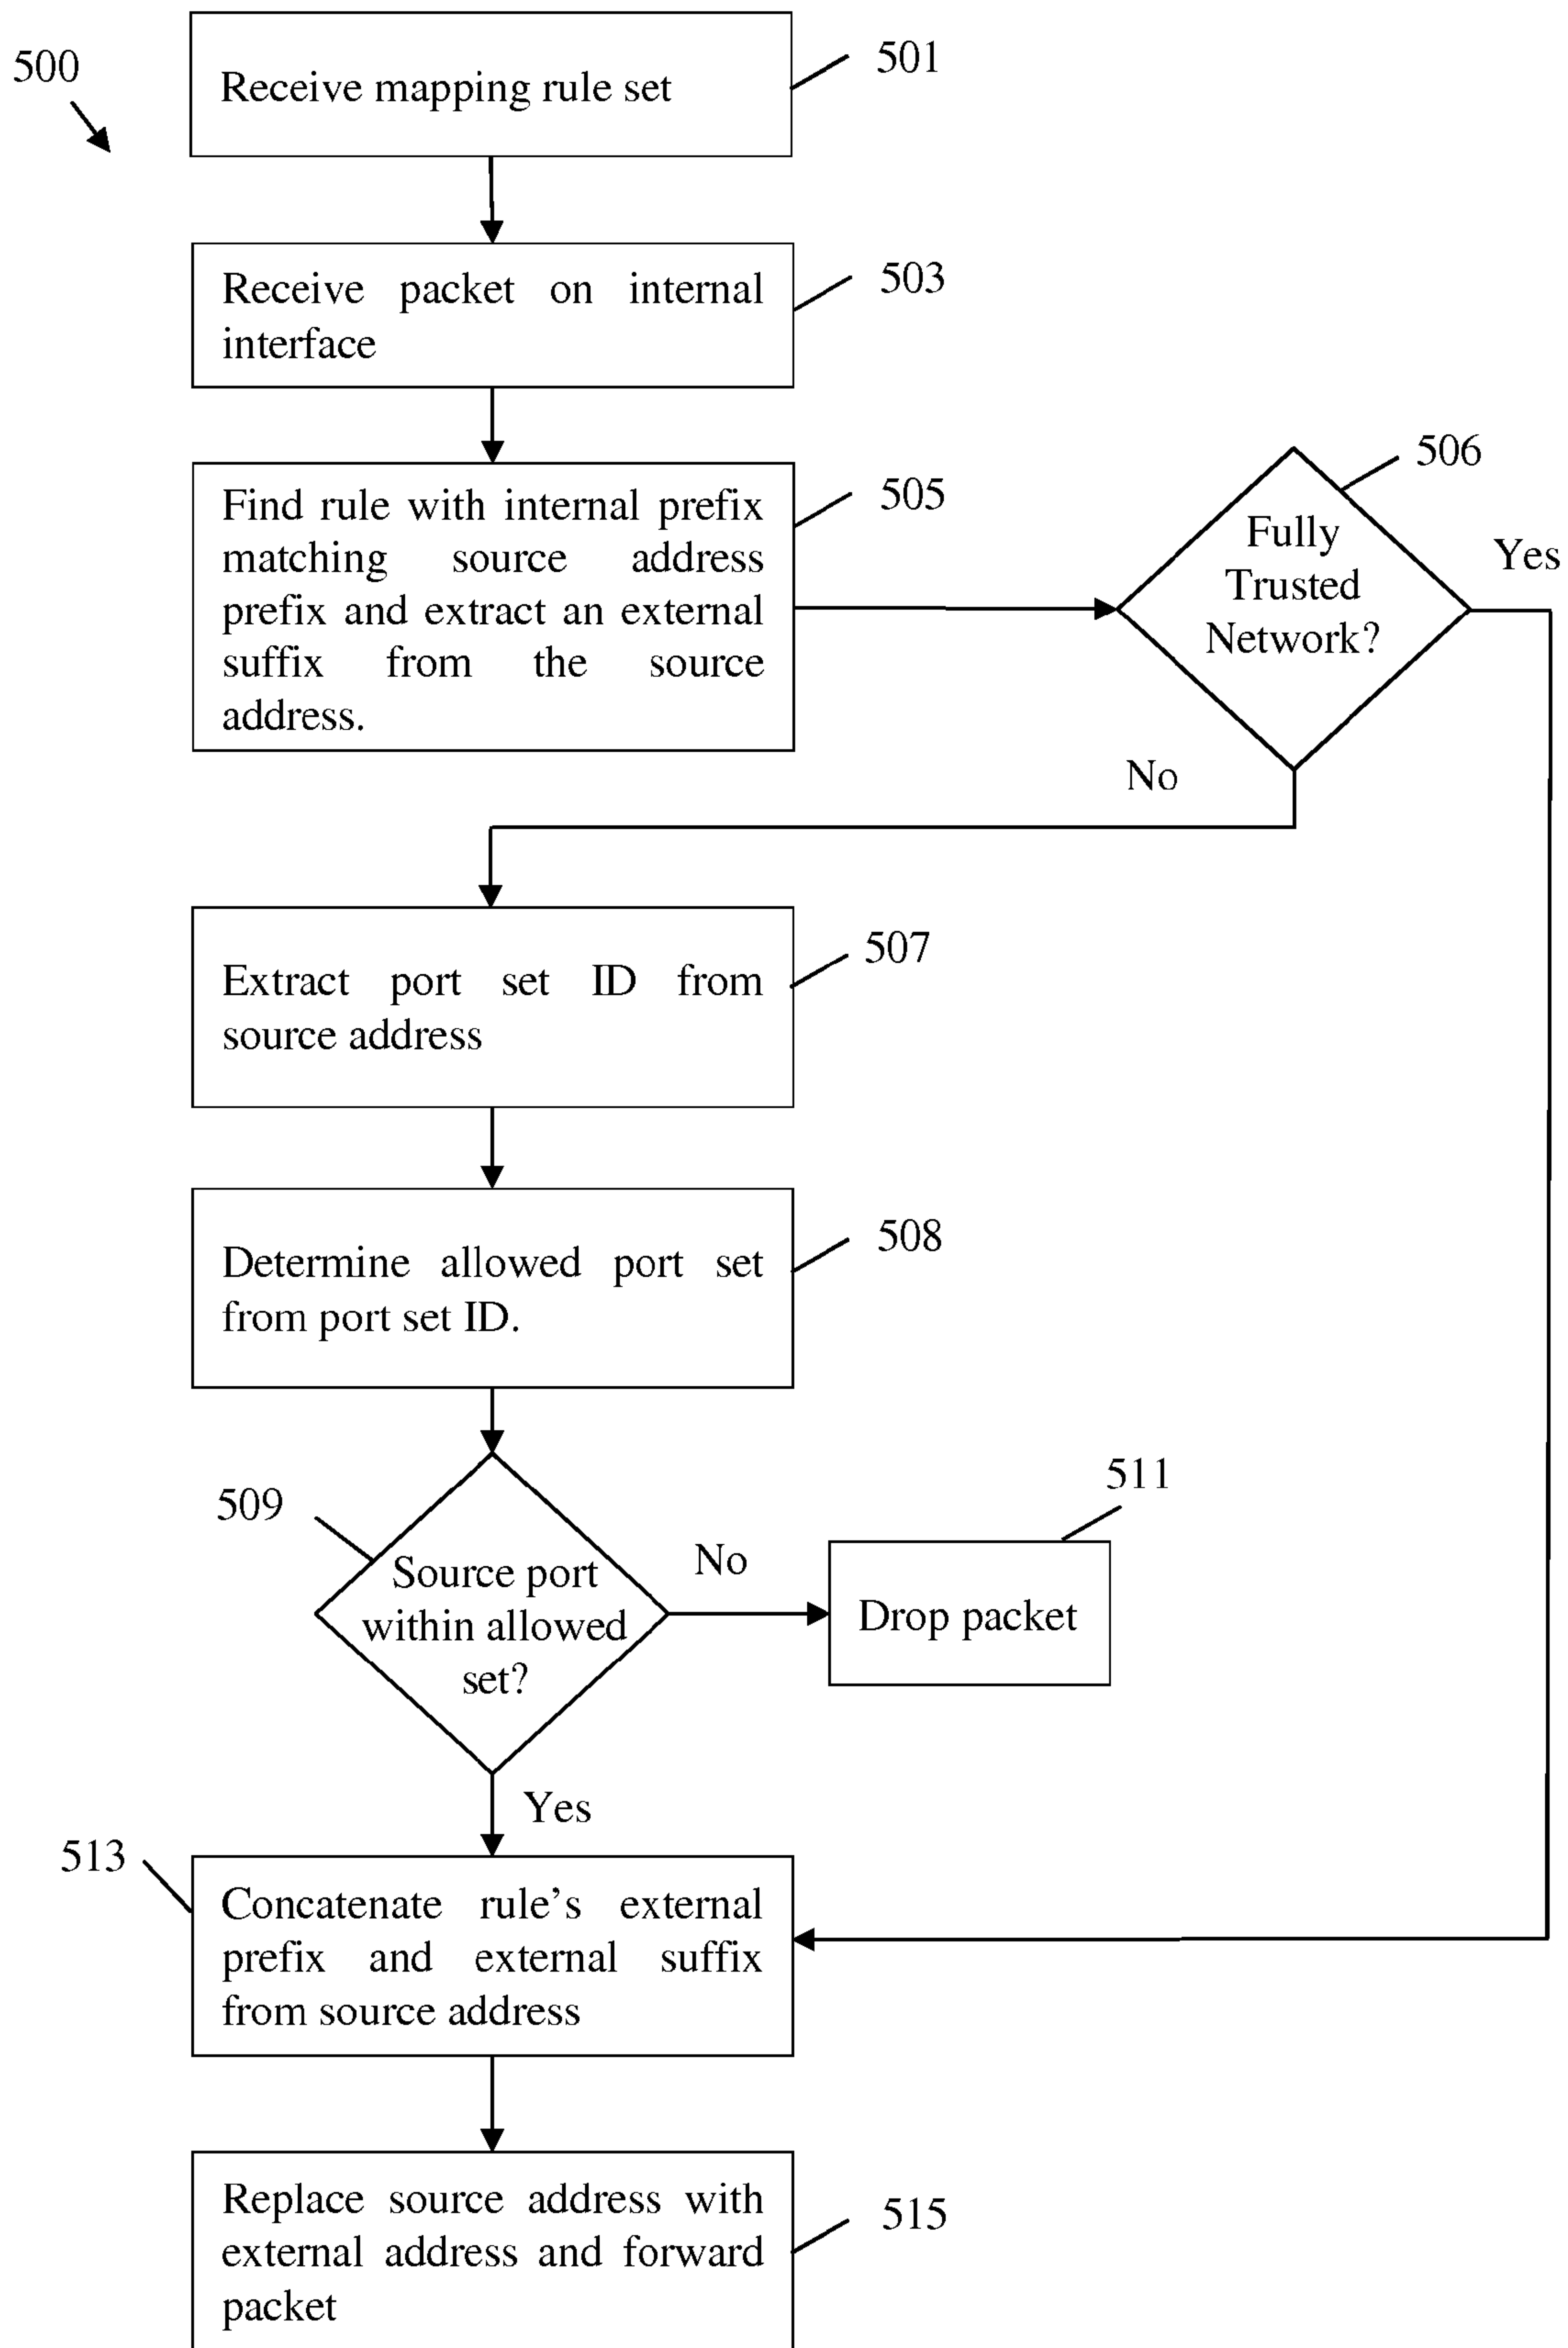 500
Receive mapping rule set
501
Receive packet on internal
interface
503
Find rule with internal prefix
matching source address
prefix and extract an external
suffix from the source
address.
505
506
Fully
Trusted
Network?
Yes
No
Extract port set ID from
source address
507
Determine allowed port set
from port set ID.
508
509
Source port
within allowed
set?
No
511
Drop packet
Yes
513
Concatenate rule’s external
prefix and external suffix
from source address
Replace source address with
external address and forward
packet
515